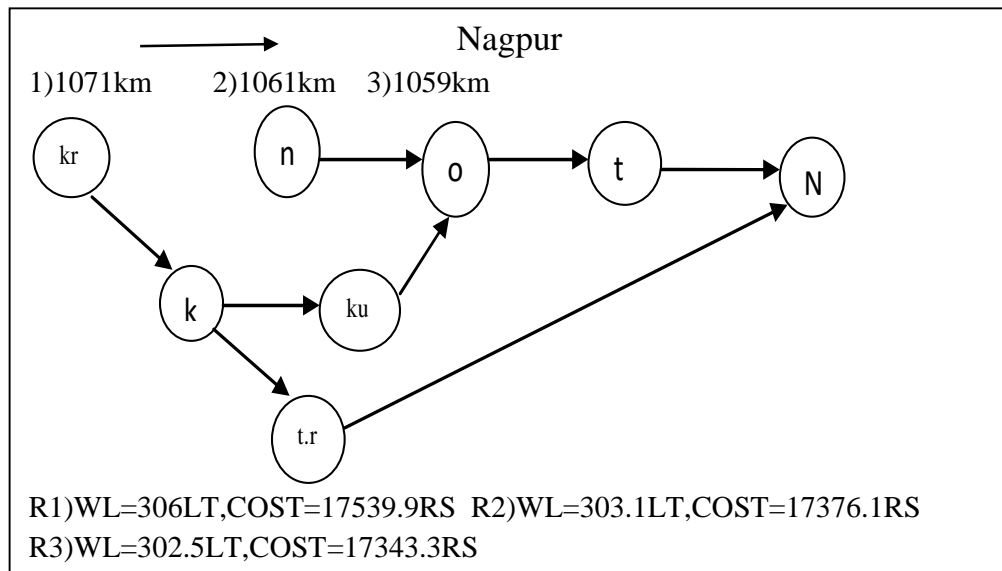 Nagpur
1)1071km 2)1061km 3)1059km
kr
n
o
t
N
k
ku
t.r
R1)WL=306LT,COST=17539.9RS R2)WL=303.1LT,COST=17376.1RS
R3)WL=302.5LT,COST=17343.3RS